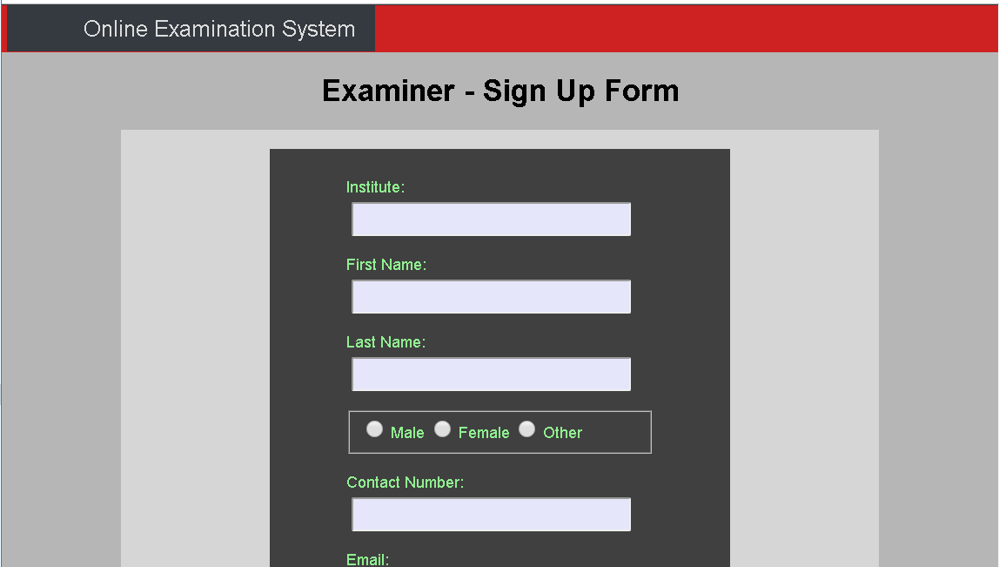 Online Examination System
Examiner - Sign Up Form
Institute:
First Name:
Last Name:
Male Female Other
Contact Number:
Email: